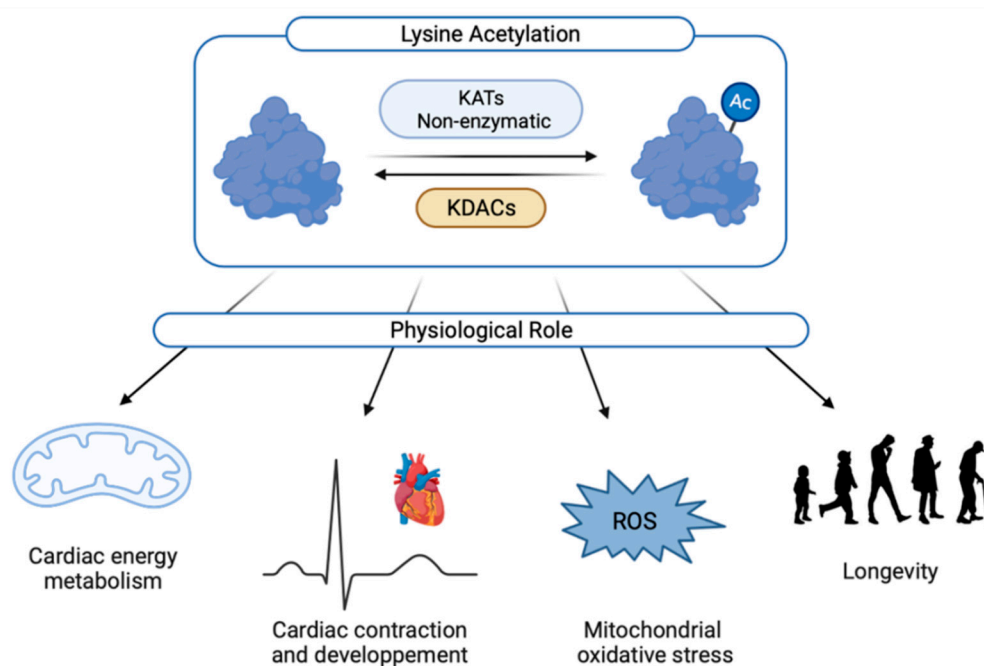 Lysine Acetylation
KATs
Non-enzymatic
Ac
KDACs
Physiological Role
Cardiac energy
metabolism
Cardiac contraction
and developpement
ROS
Mitochondrial
oxidative stress
Longevity